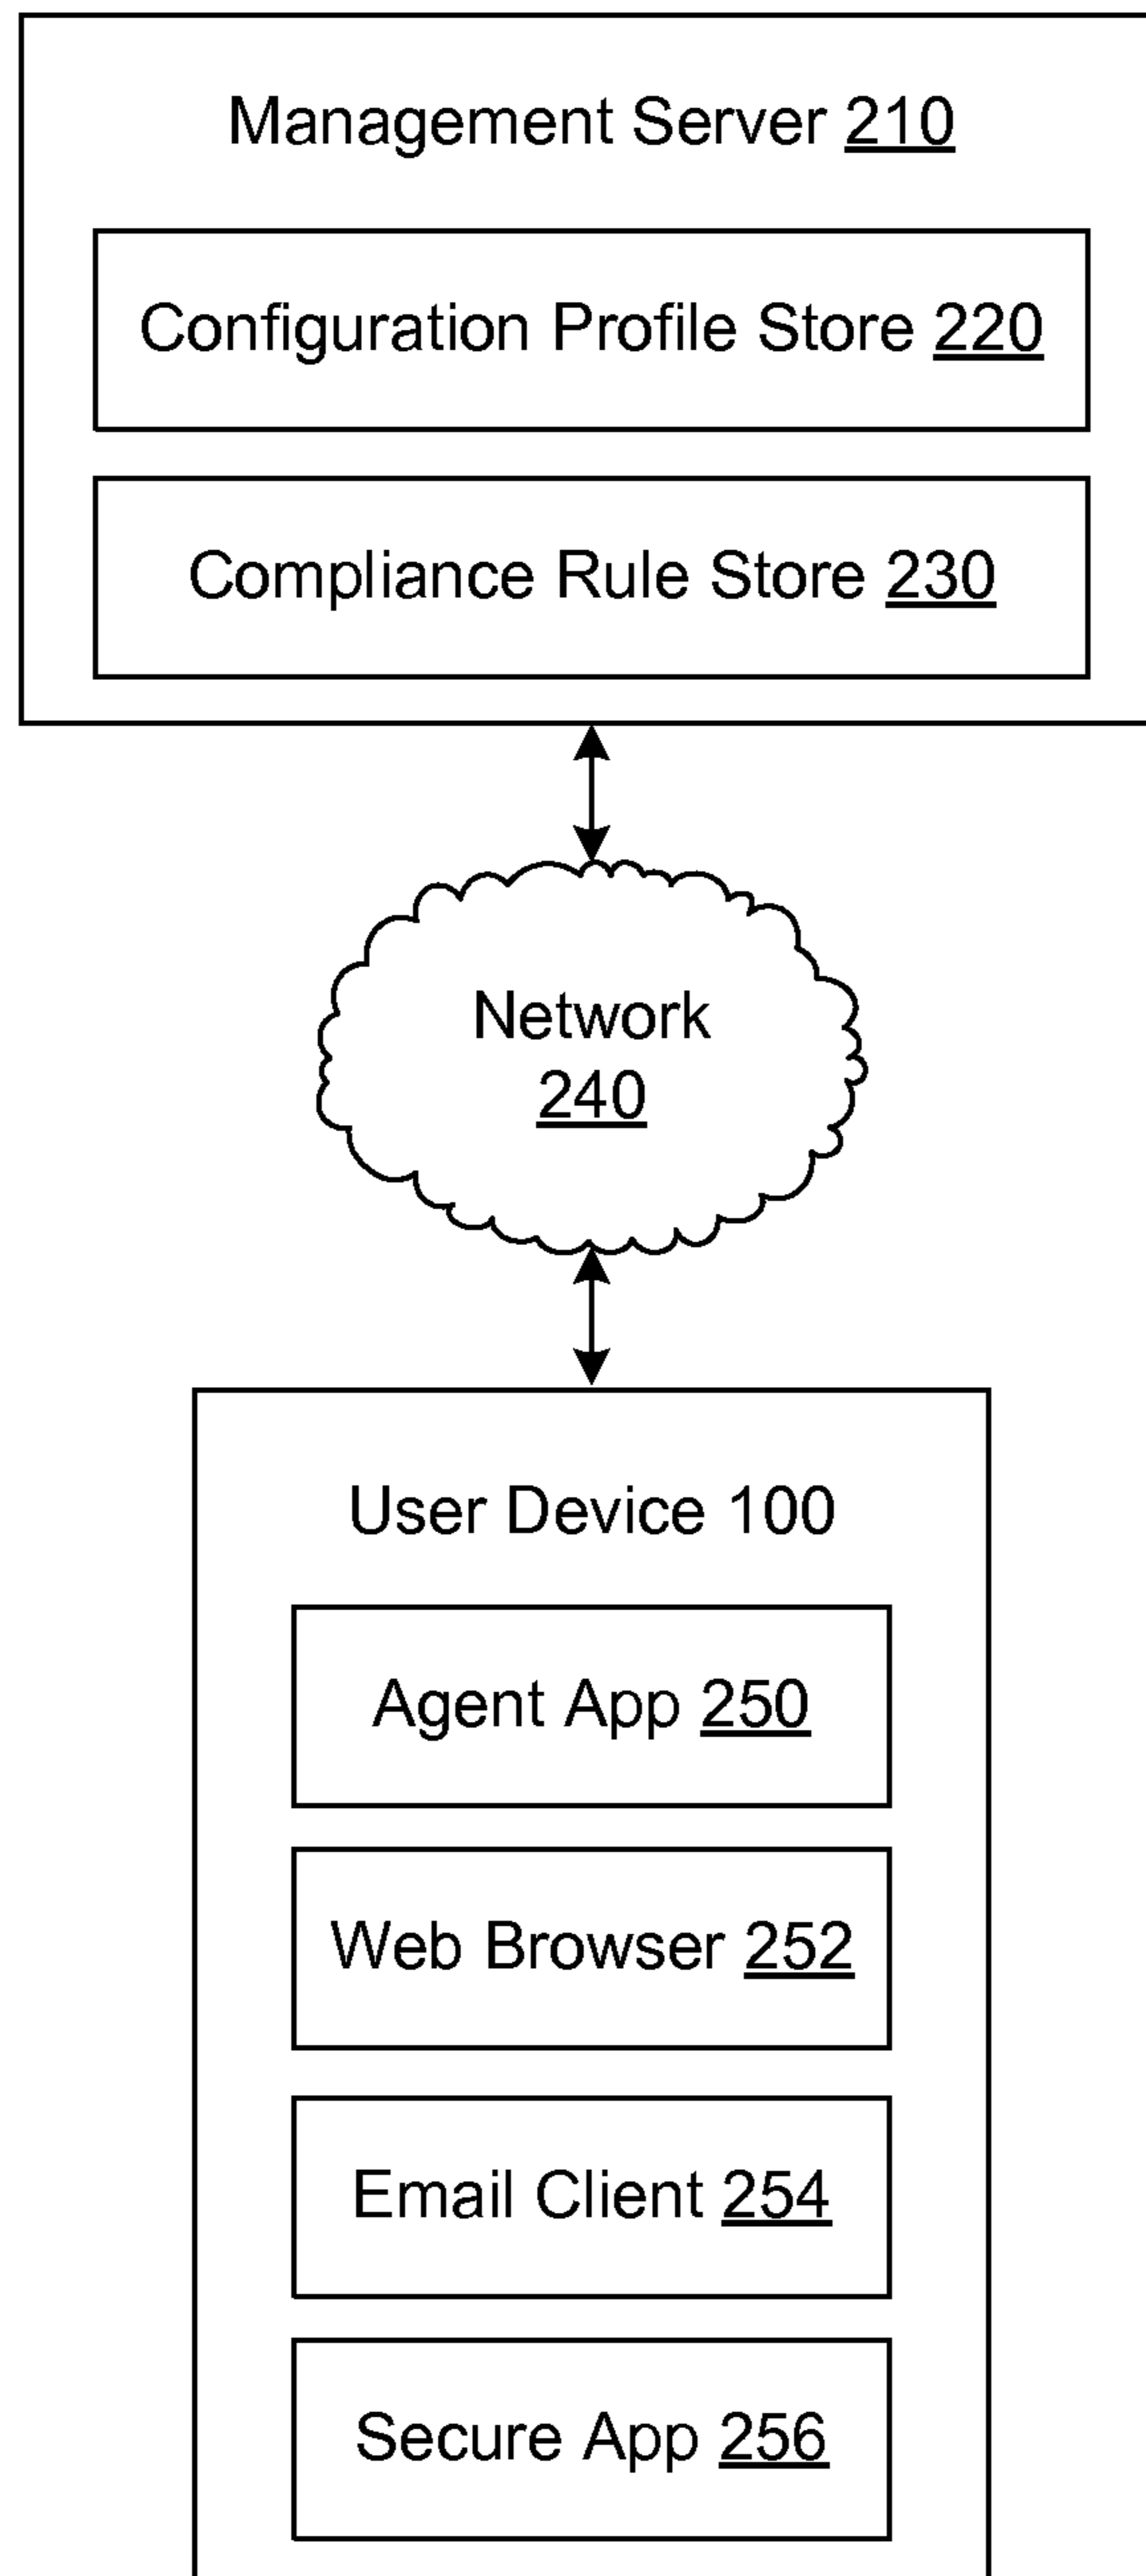 Management Server 210
Configuration Profile Store 220
Compliance Rule Store 230
Network
240
User Device 100
Agent App 250
Web Browser 252
Email Client 254
Secure App 256